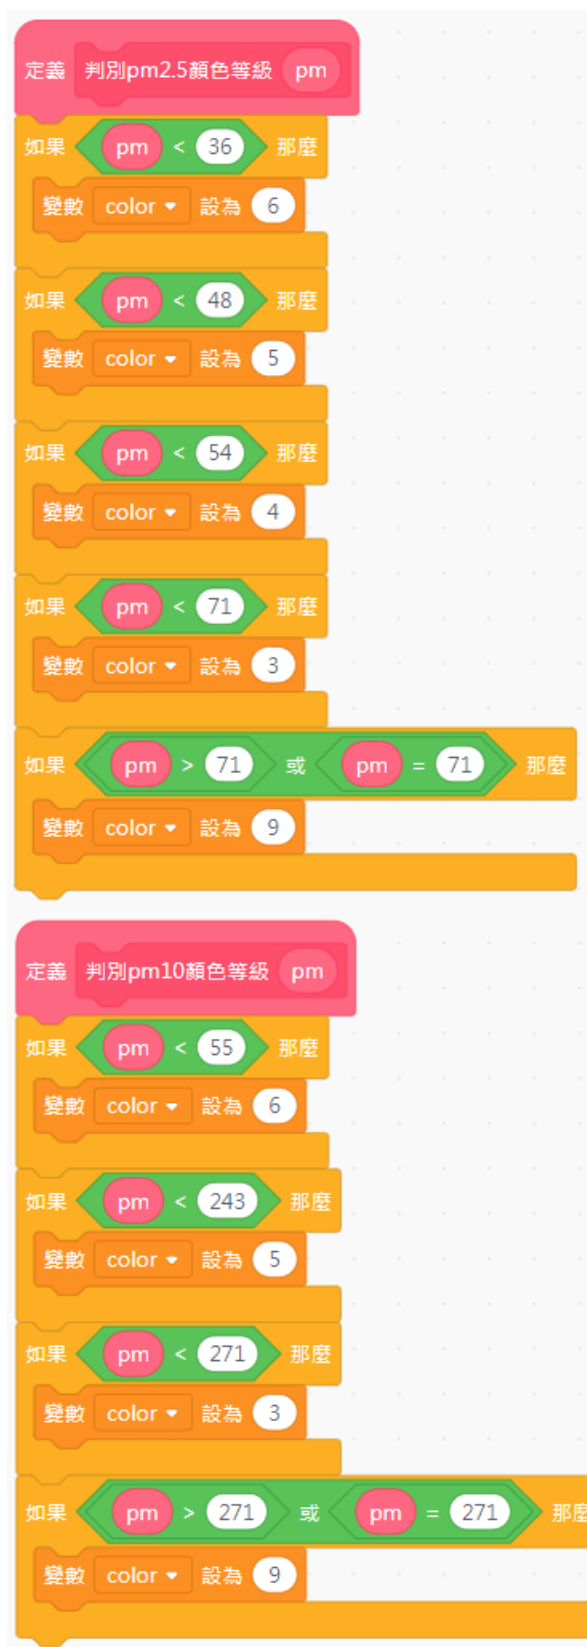 定義 判別pm2.5顏色等級 pm
如果 pm < 36 那麼
變數 color 設為 6
如果 pm < 48 那麼
變數 color 設為 5
如果 pm < 54 那麼
變數 color 設為 4
如果 pm < 71 那麼
變數 color 設為 3
如果 pm > 71 或 pm = 71 那麼
變數 color 設為 9
定義 判別pm10顏色等級 pm
如果 pm < 55 那麼
變數 color 設為 6
如果 pm < 243 那麼
變數 color 設為 5
如果 pm < 271 那麼
變數 color 設為 3
如果 pm > 271 或 pm = 271 那麼
變數 color 設為 9